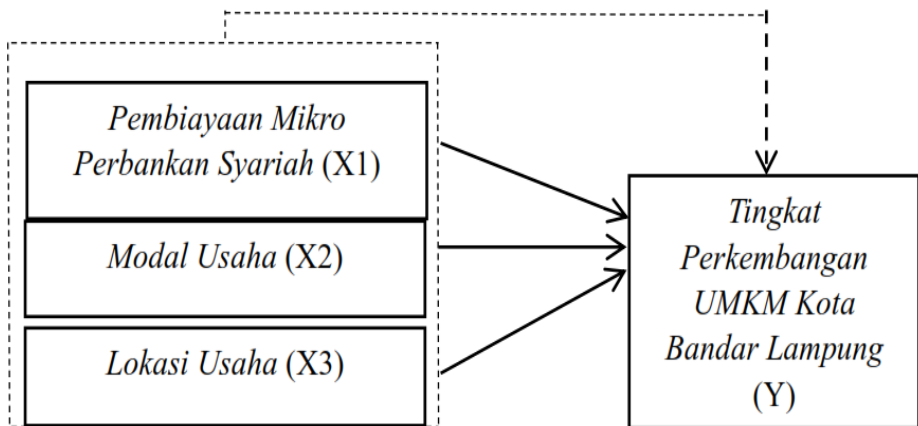 Pembiayaan Mikro
Perbankan Syariah (X1)
Modal Usaha (X2)
Lokasi Usaha (X3)
Tingkat
Perkembangan
UMKM Kota
Bandar Lampung
(Y)